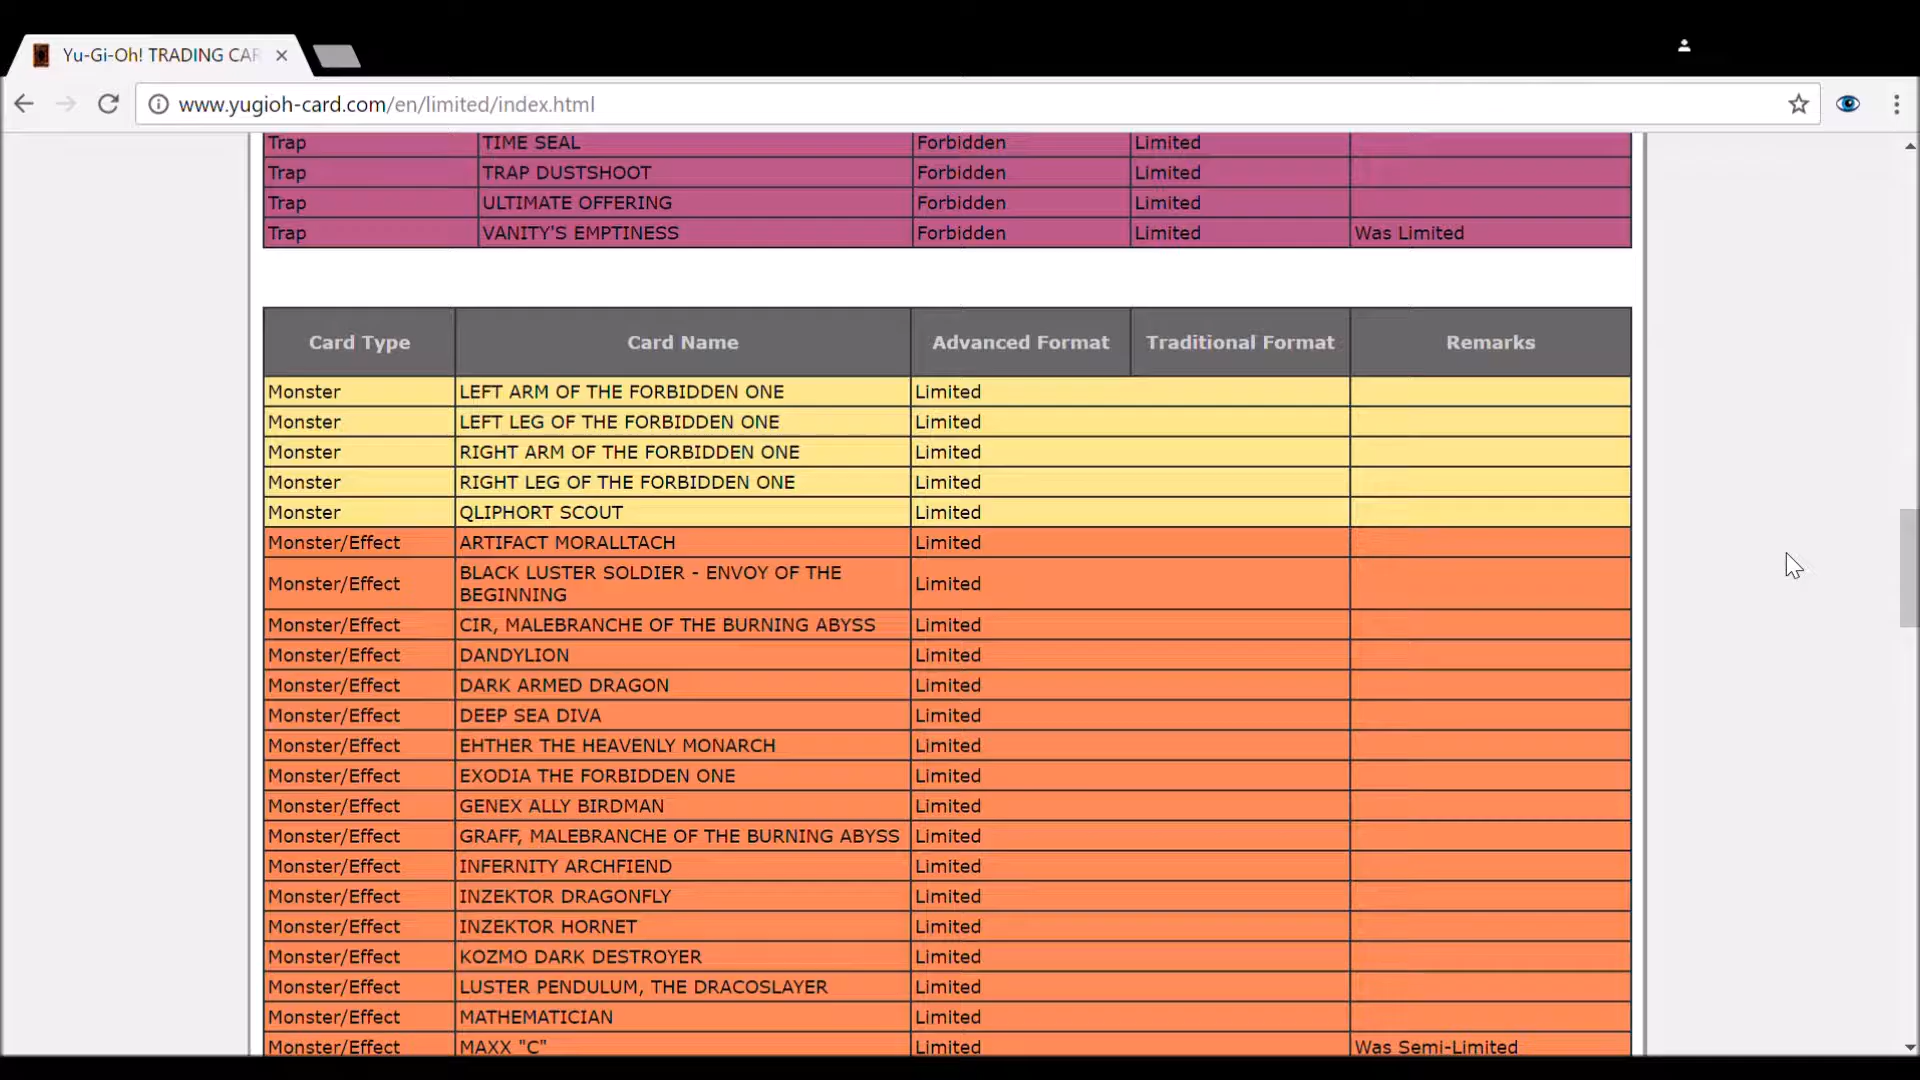 Yu-Gi-Oh! TRADING CAR
www.yugioh-card.com/en/limited/index.html
Trap TIME SEAL Forbidden Limited
Trap TRAP DUSTSHOOT Forbidden Limited
Trap ULTIMATE OFFERING Forbidden Limited
Trap VANITY'S EMPTINESS Forbidden Limited Was Limited
Card Type Card Name Advanced Format Traditional Format Remarks
Monster LEFT ARM OF THE FORBIDDEN ONE Limited
Monster LEFT LEG OF THE FORBIDDEN ONE Limited
Monster RIGHT ARM OF THE FORBIDDEN ONE Limited
Monster RIGHT LEG OF THE FORBIDDEN ONE Limited
Monster QLIPHORT SCOUT Limited
Monster/Effect ARTIFACT MORALLTACH Limited
Monster/Effect BLACK LUSTER SOLDIER - ENVOY OF THE
BEGINNING Limited
Monster/Effect CIR, MALEBRANCHE OF THE BURNING ABYSS Limited
Monster/Effect DANDYLION Limited
Monster/Effect DARK ARMED DRAGON Limited
Monster/Effect DEEP SEA DIVA Limited
Monster/Effect EHTHER THE HEAVENLY MONARCH Limited
Monster/Effect EXODIA THE FORBIDDEN ONE Limited
Monster/Effect GENEX ALLY BIRDMAN Limited
Monster/Effect GRAFF, MALEBRANCHE OF THE BURNING ABYSS Limited
Monster/Effect INFERNITY ARCHFIEND Limited
Monster/Effect INZEKTOR DRAGONFLY Limited
Monster/Effect INZEKTOR HORNET Limited
Monster/Effect KOZMO DARK DESTROYER Limited
Monster/Effect LUSTER PENDULUM, THE DRACOSLAYER Limited
Monster/Effect MATHEMATICIAN Limited
Monster/Effect MAXX "C" Limited Was Semi-Limited